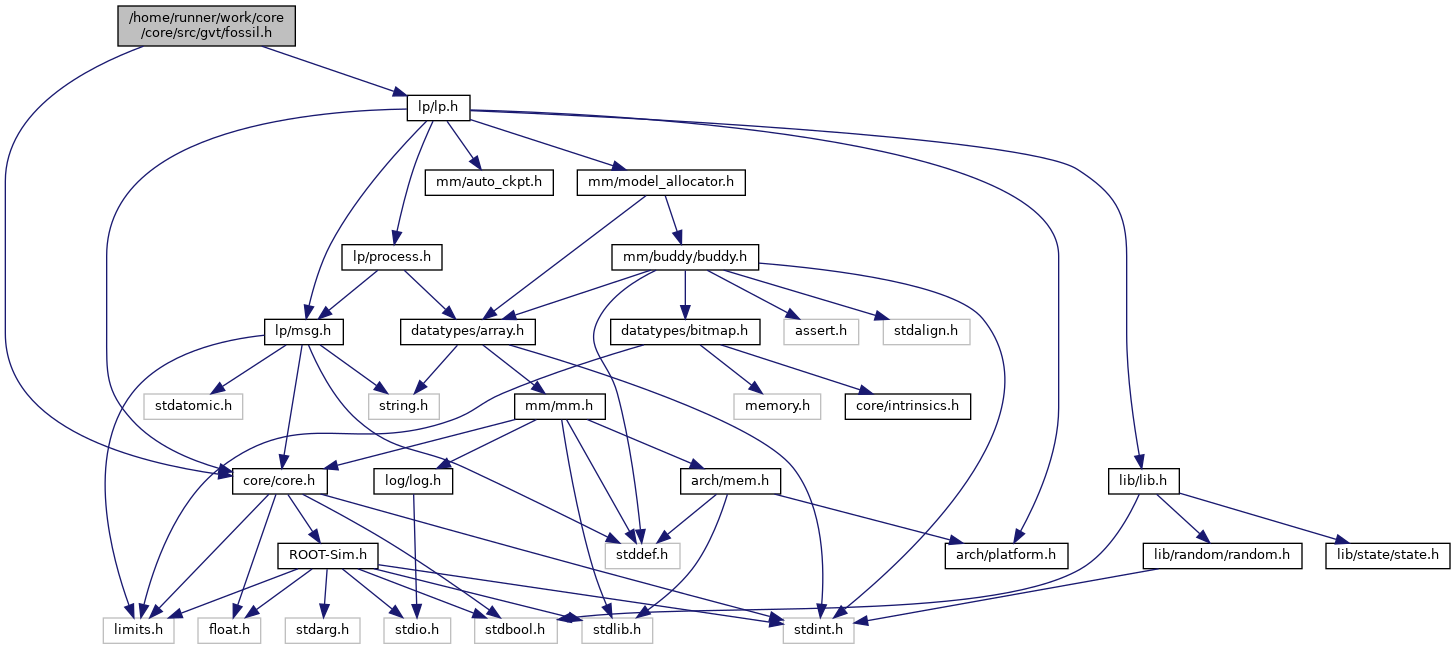 /home/runner/work/core
/core/src/gvt/fossil.h
lp/lp.h
mm/auto_ckpt.h
mm/model_allocator.h
lp/process.h
mm/buddy/buddy.h
lp/msg.h
datatypes/array.h
datatypes/bitmap.h
assert.h
stdalign.h
stdatomic.h
string.h
mm/mm.h
memory.h
core/intrinsics.h
core/core.h
log/log.h
arch/mem.h
lib/lib.h
ROOT-Sim.h
stddef.h
arch/platform.h
lib/random/random.h
lib/state/state.h
limits.h
float.h
stdarg.h
stdio.h
stdbool.h
stdlib.h
stdint.h